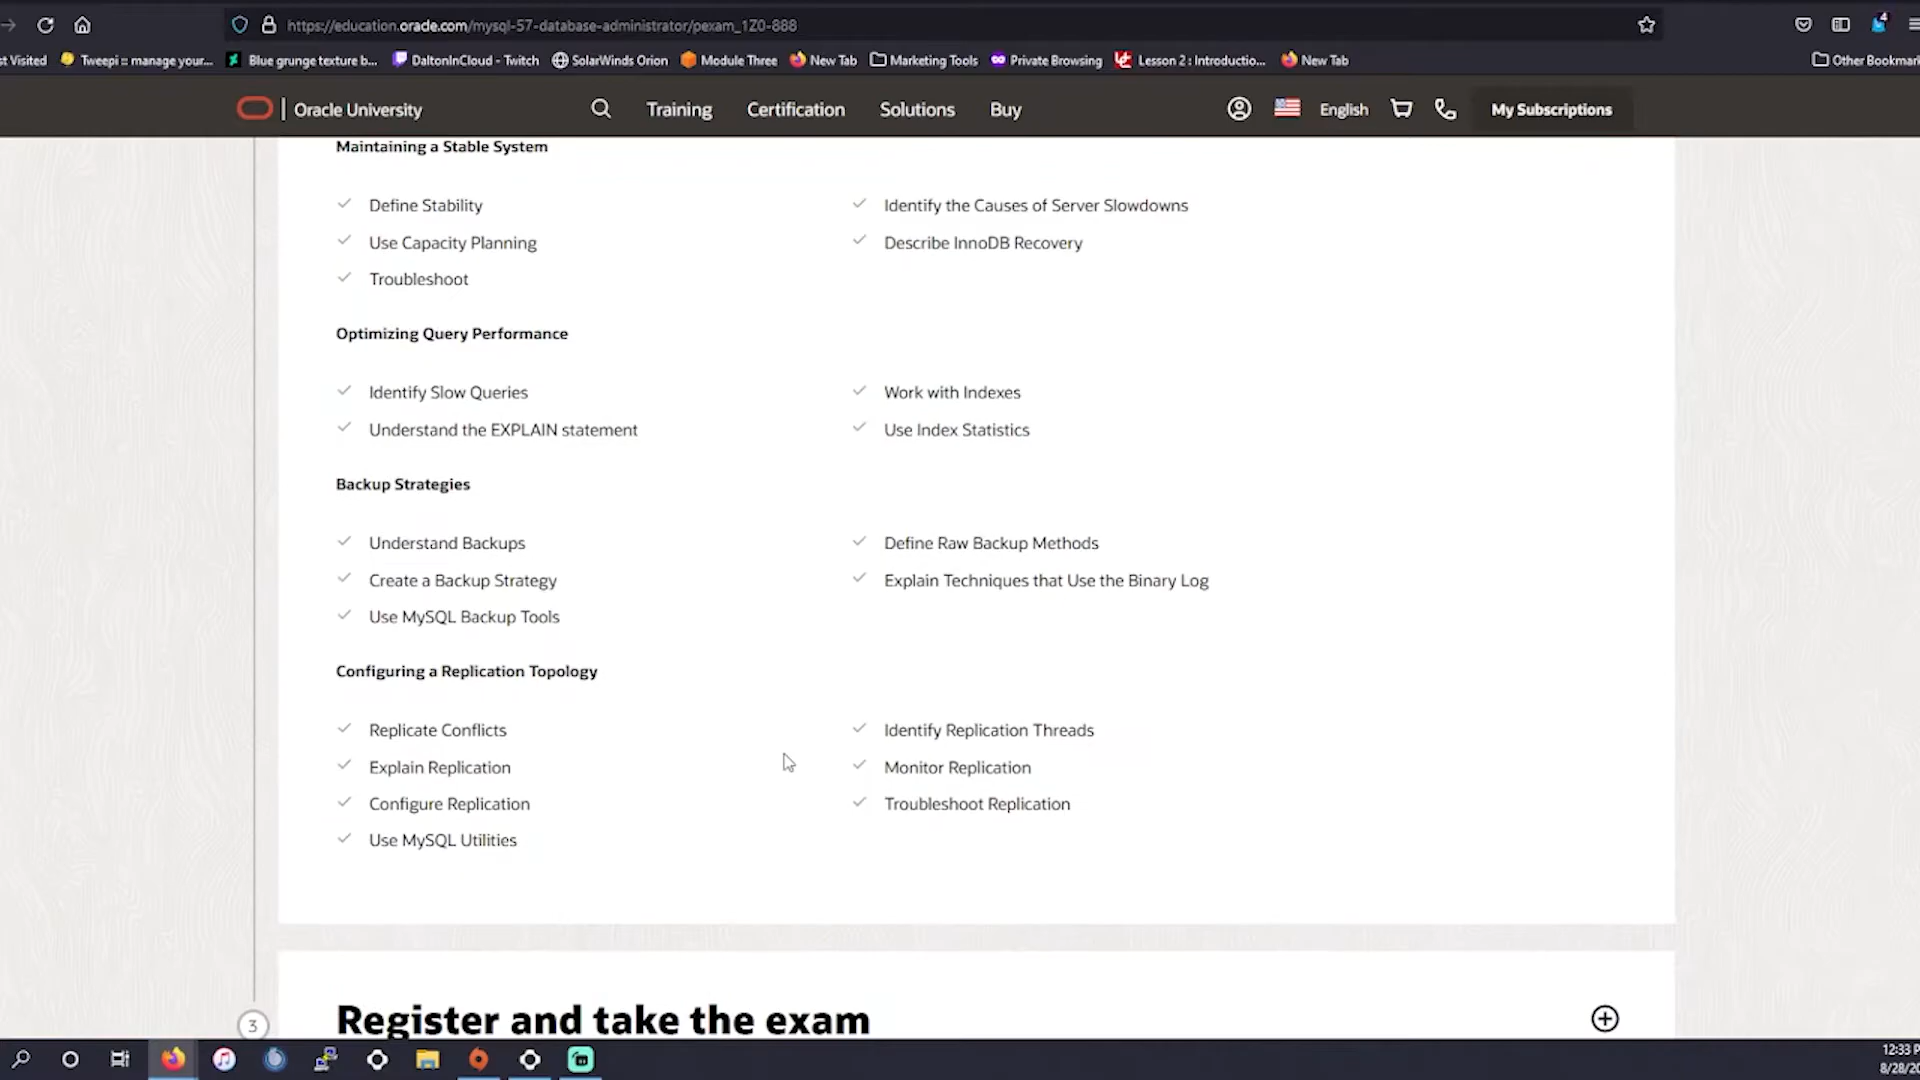 https://education.oracle.com/mysql-57-database-administrator/pexam_1Z0-888
4
st Visited Tweepi :: manage your... Blue grunge texture b... DaltonInCloud - Twitch SolarWinds Orion Module Three New Tab Marketing Tools Private Browsing Lesson 2 : Introductio... New Tab Other Bookmar
Oracle University Training Certification Solutions Buy English My Subscriptions
Maintaining a Stable System
Define Stability Identify the Causes of Server Slowdowns
Use Capacity Planning Describe InnoDB Recovery
Troubleshoot
Optimizing Query Performance
Identify Slow Queries Work with Indexes
Understand the EXPLAIN statement Use Index Statistics
Backup Strategies
Understand Backups Define Raw Backup Methods
Create a Backup Strategy Explain Techniques that Use the Binary Log
Use MySQL Backup Tools
Configuring a Replication Topology
Replicate Conflicts Identify Replication Threads
Explain Replication Monitor Replication
Configure Replication Troubleshoot Replication
Use MySQL Utilities
3 Register and take the exam
12:33 P
8/28/20